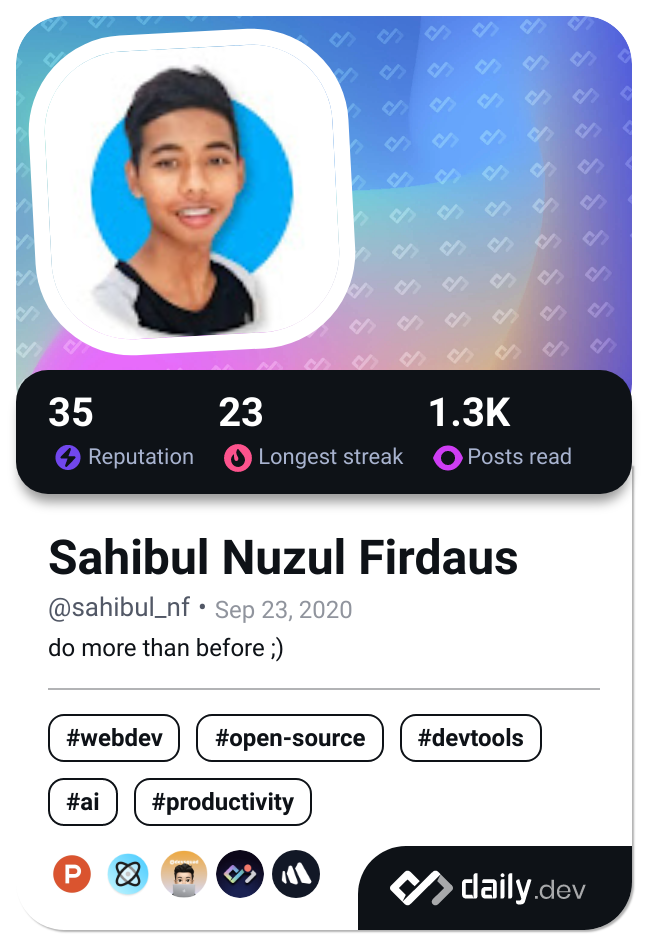 35 23 1.3K
Reputation Longest streak Posts read
Sahibul Nuzul Firdaus
@sahibul_nf • Sep 23, 2020
do more than before ;)
#webdev #open-source #devtools
#ai #productivity
P
daily.dev